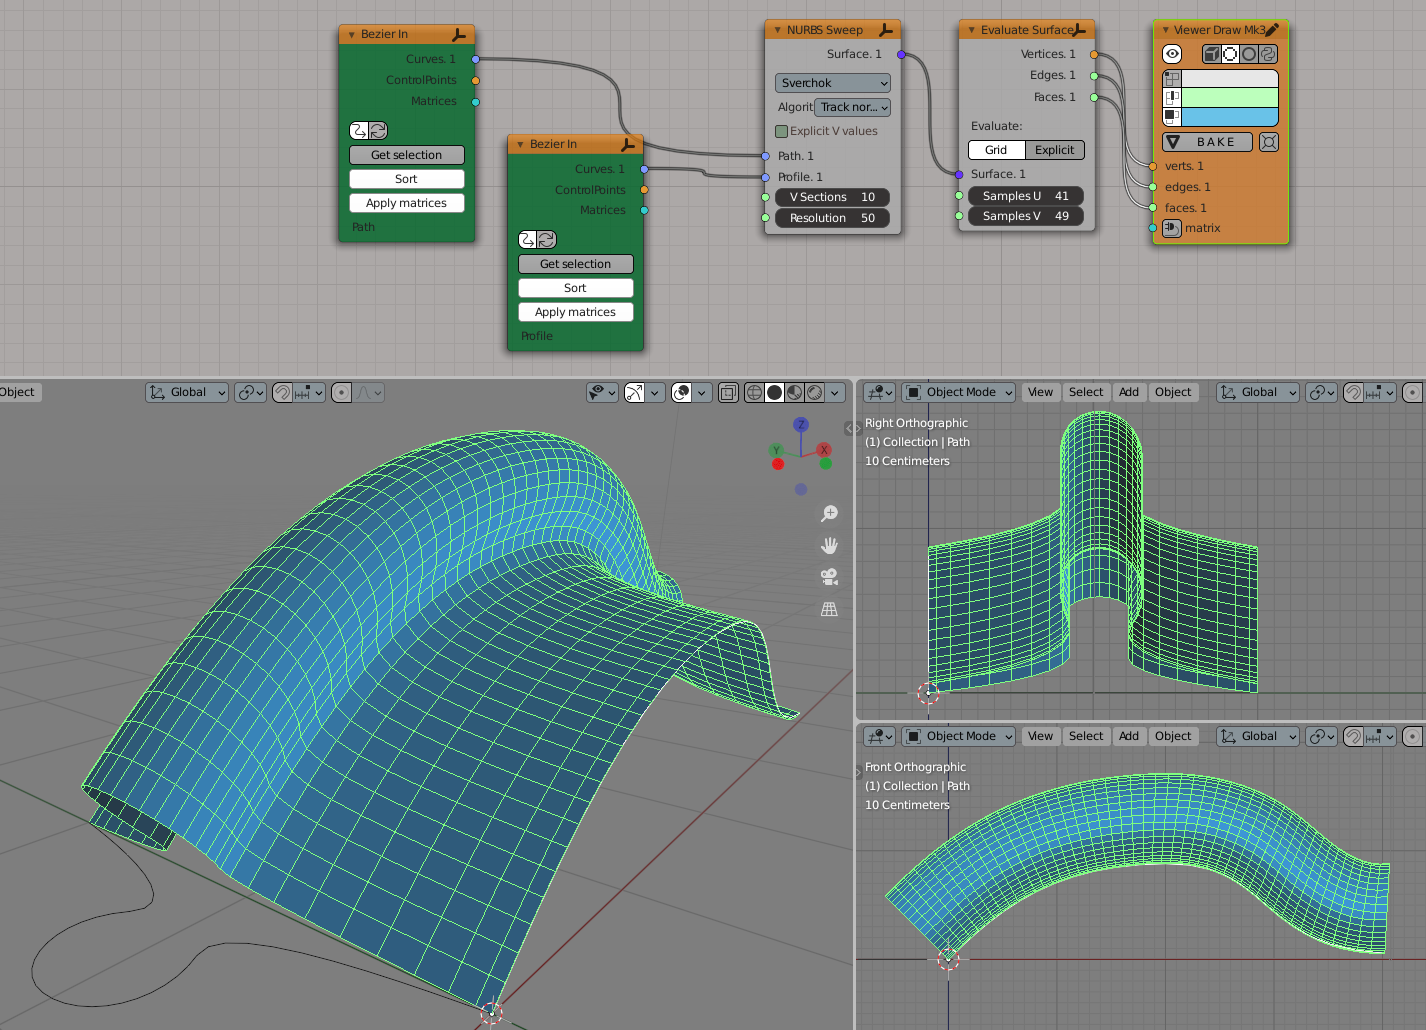 Bezier In
Curves. 1
ControlPoints
Matrices
Get selection
Sort
Apply matrices
Path
Bezier In
Curves. 1
ControlPoints
Matrices
Get selection
Sort
Apply matrices
Profile
NURBS Sweep
Surface. 1
Sverchok
Algorit Track nor...
Explicit V values
Path. 1
Profile. 1
V Sections 10
Resolution 50
Evaluate Surface
Vertices. 1
Edges. 1
Faces. 1
Evaluate:
Grid Explicit
Surface. 1
Samples U 41
Samples V 49
Viewer Draw Mk3
BAKE
verts. 1
edges. 1
faces. 1
matrix
Object Global
Z
Y X
Object Mode View Select Add Object Global
Right Orthographic
(1) Collection | Path
10 Centimeters
Object Mode View Select Add Object Global
Front Orthographic
(1) Collection | Path
10 Centimeters